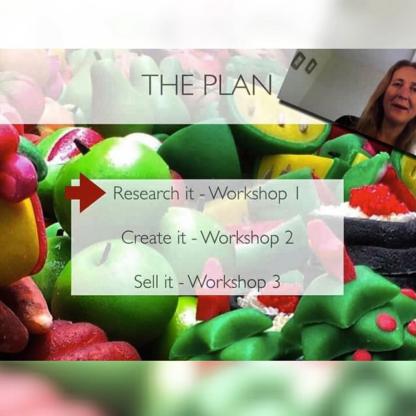 THE PLAN
Research it - Workshop 1
Create it - Workshop 2
Sell it - Workshop 3